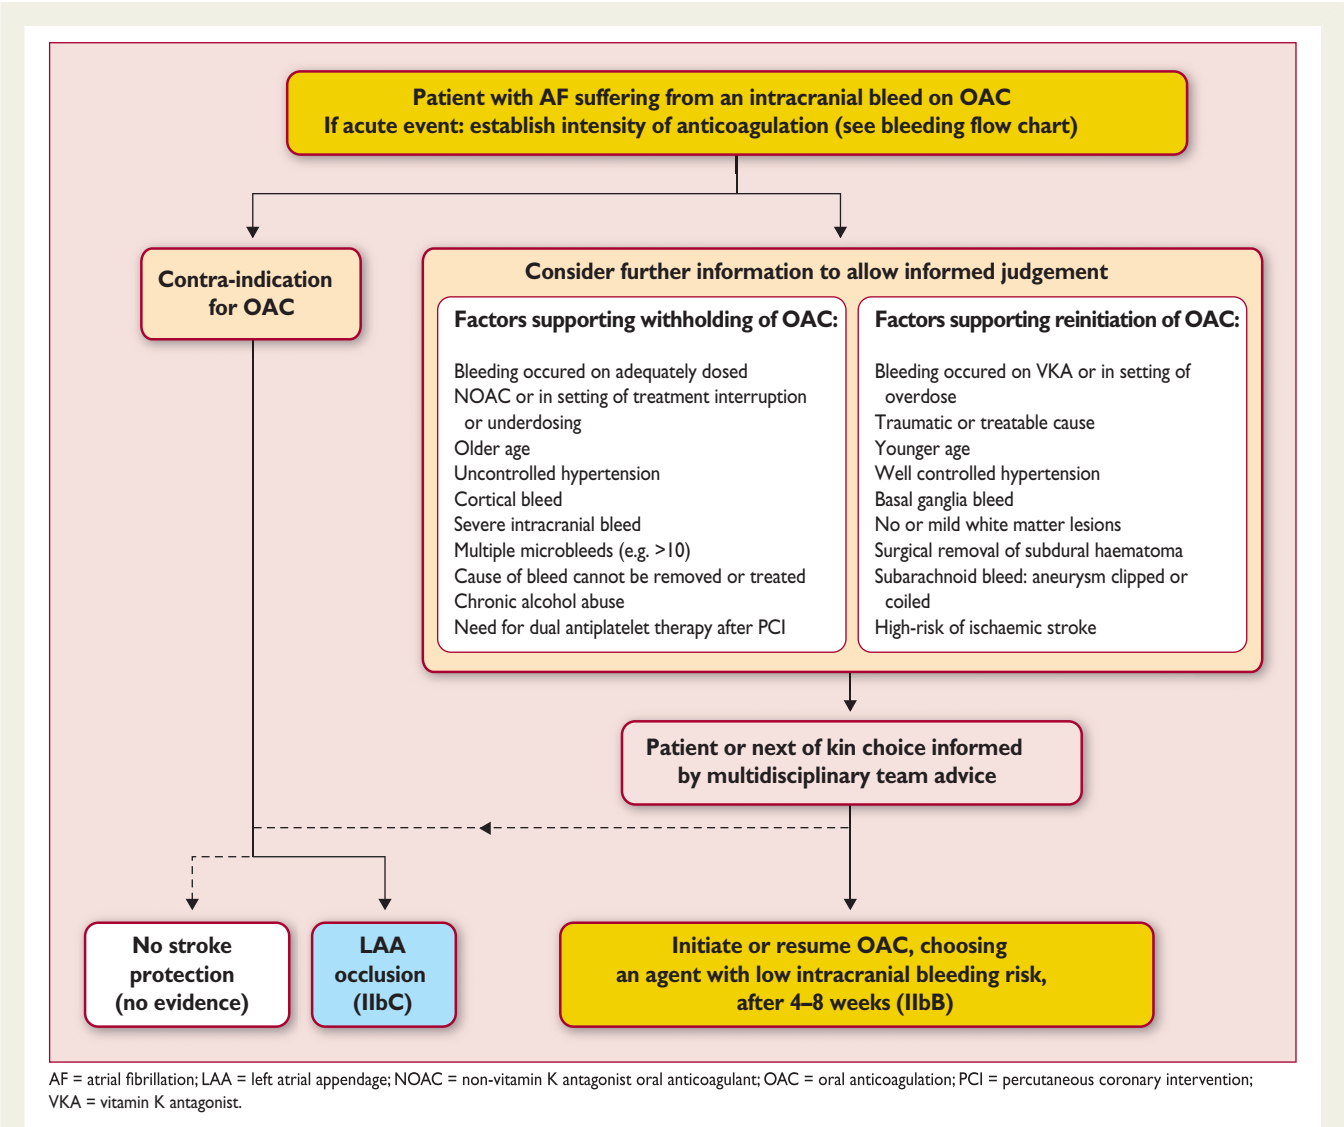 Patient with AF suffering from an intracranial bleed on OAC
If acute event: establish intensity of anticoagulation (see bleeding flow chart)
Contra-indication
for OAC
Consider further information to allow informed judgement
Factors supporting withholding of OAC:
Bleeding occured on adequately dosed
NOAC or in setting of treatment interruption
or underdosing
Older age
Uncontrolled hypertension
Cortical bleed
Severe intracranial bleed
Multiple microbleeds (e.g. >10)
Cause of bleed cannot be removed or treated
Chronic alcohol abuse
Need for dual antiplatelet therapy after PCI
Factors supporting reinitiation of OAC:
Bleeding occured on VKA or in setting of
overdose
Traumatic or treatable cause
Younger age
Well controlled hypertension
Basal ganglia bleed
No or mild white matter lesions
Surgical removal of subdural haematoma
Subarachnoid bleed: aneurysm clipped or
coiled
High-risk of ischaemic stroke
Patient or next of kin choice informed
by multidisciplinary team advice
No stroke
protection
(no evidence)
LAA
occlusion
(IIbC)
Initiate or resume OAC, choosing
an agent with low intracranial bleeding risk,
after 4–8 weeks (IIbB)
AF = atrial fibrillation; LAA = left atrial appendage; NOAC = non-vitamin K antagonist oral anticoagulant; OAC = oral anticoagulation; PCI = percutaneous coronary intervention;
VKA = vitamin K antagonist.